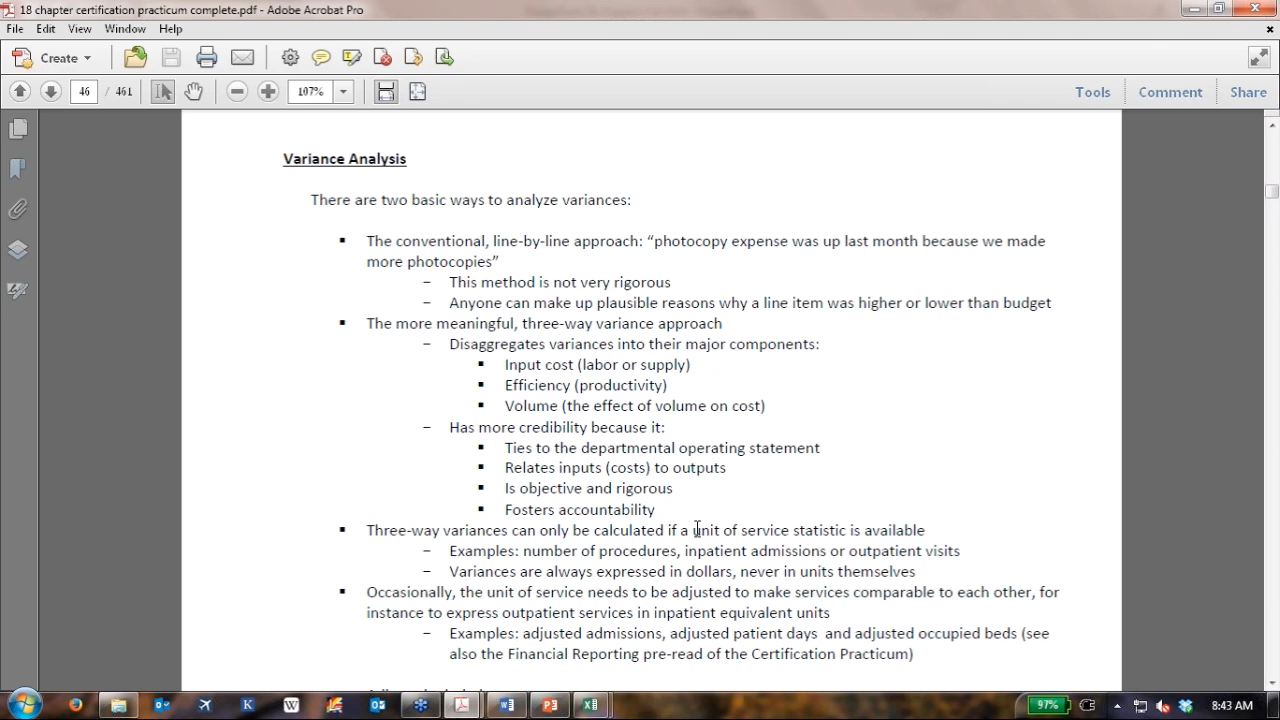 18 chapter certification practicum complete.pdf - Adobe Acrobat Pro
File Edit View Window Help
Create
46 / 461 107% Tools Comment Share
Variance Analysis
There are two basic ways to analyze variances:
▪ The conventional, line-by-line approach: “photocopy expense was up last month because we made
more photocopies”
– This method is not very rigorous
– Anyone can make up plausible reasons why a line item was higher or lower than budget
▪ The more meaningful, three-way variance approach
– Disaggregates variances into their major components:
▪ Input cost (labor or supply)
▪ Efficiency (productivity)
▪ Volume (the effect of volume on cost)
– Has more credibility because it:
▪ Ties to the departmental operating statement
▪ Relates inputs (costs) to outputs
▪ Is objective and rigorous
▪ Fosters accountability
▪ Three-way variances can only be calculated if a unit of service statistic is available
– Examples: number of procedures, inpatient admissions or outpatient visits
– Variances are always expressed in dollars, never in units themselves
▪ Occasionally, the unit of service needs to be adjusted to make services comparable to each other, for
instance to express outpatient services in inpatient equivalent units
– Examples: adjusted admissions, adjusted patient days and adjusted occupied beds (see
also the Financial Reporting pre-read of the Certification Practicum)
97% 8:43 AM